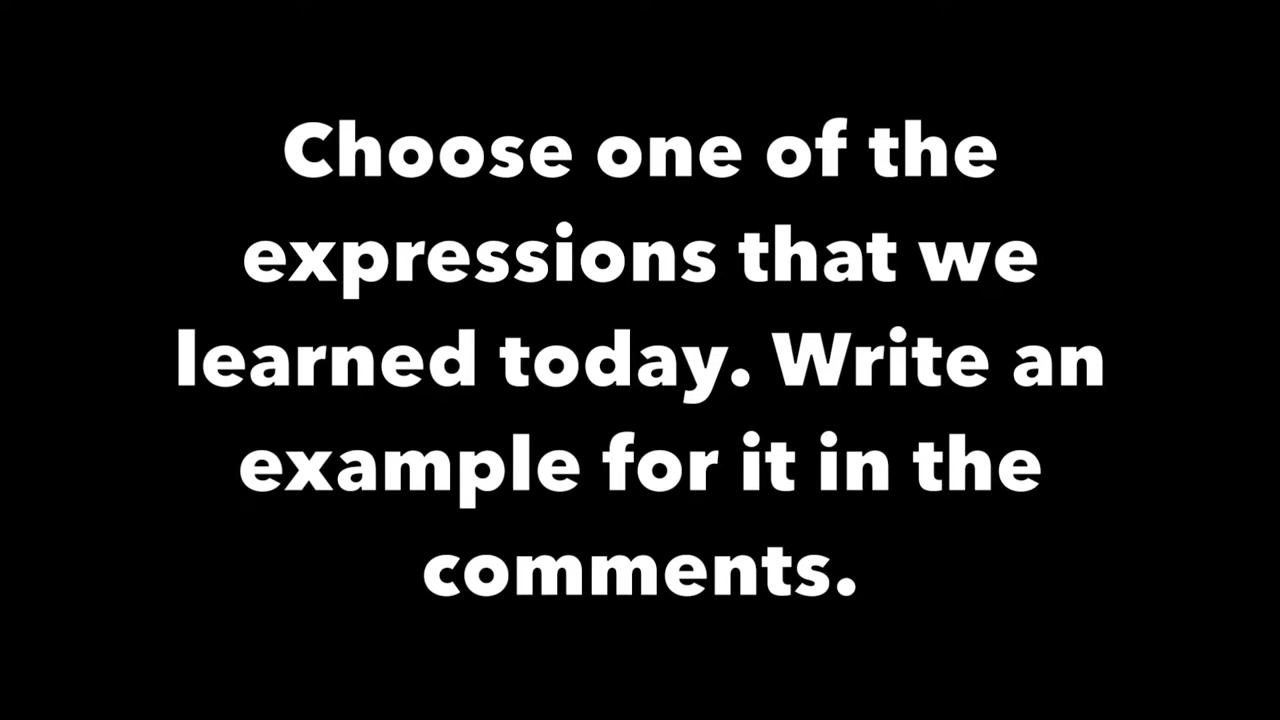 Choose one of the
expressions that we
learned today. Write an
example for it in the
comments.